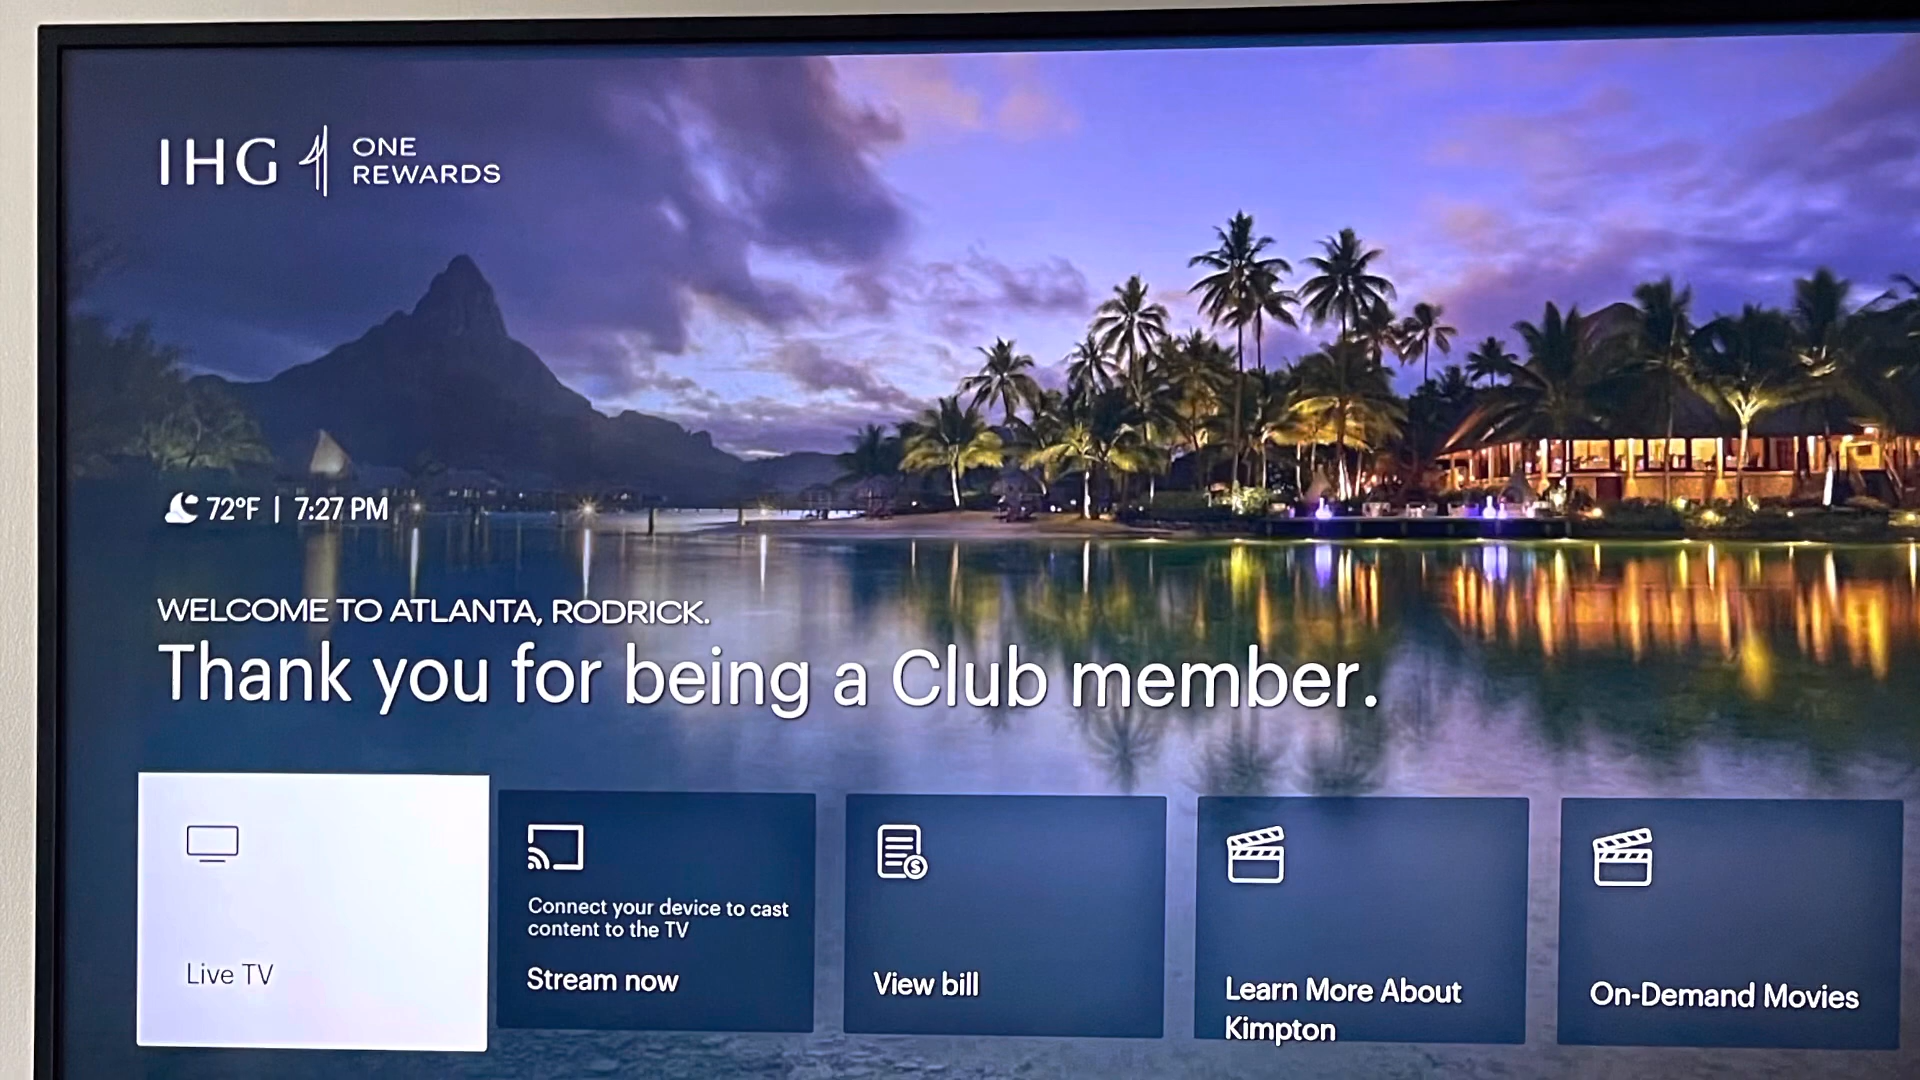 IHG ONE
REWARDS
72°F | 7:27 PM
WELCOME TO ATLANTA, RODRICK.
Thank you for being a Club member.
Live TV
Connect your device to cast
content to the TV
Stream now
View bill
Learn More About
Kimpton
On-Demand Movies